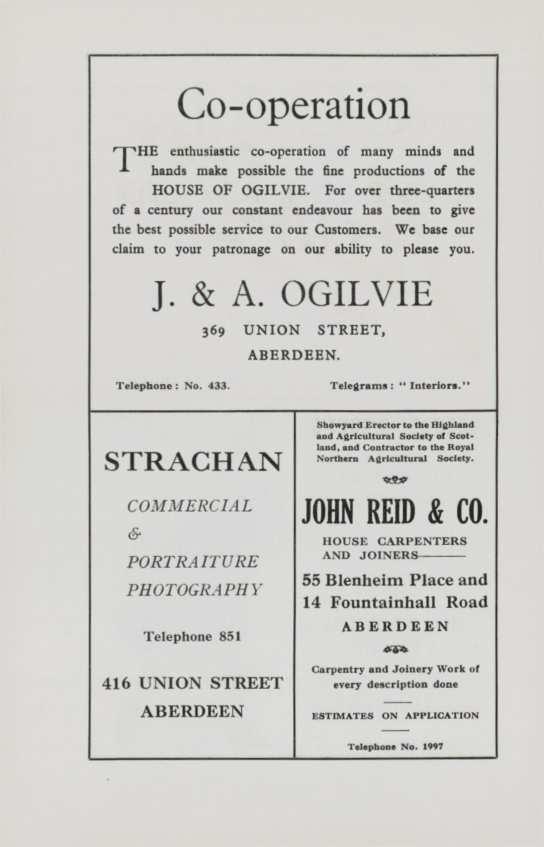 Co-operation
THE enthusiastic co-operation of many minds and
hands make possible the fine productions of the
HOUSE OF OGILVIE. For over three-quarters
of a century our constant endeavour has been to give
the best possible service to our Customers. We base our
claim to your patronage on our ability to please you.
J. & A. OGILVIE
369 UNION STREET,
ABERDEEN.
Telephone: No. 433. Telegrams: "Interiors."
STRACHAN
COMMERCIAL
&
PORTRAITURE
PHOTOGRAPHY
Telephone 851
416 UNION STREET
ABERDEEN
Showyard Erector to the Highland
and Agricultural Society of Scot-
land, and Contractor to the Royal
Northern Agricultural Society.
JOHN REID & CO.
HOUSE CARPENTERS
AND JOINERS
55 Blenheim Place and
14 Fountainhall Road
ABERDEEN
Carpentry and Joinery Work of
every description done
ESTIMATES ON APPLICATION
Telephone No. 1997